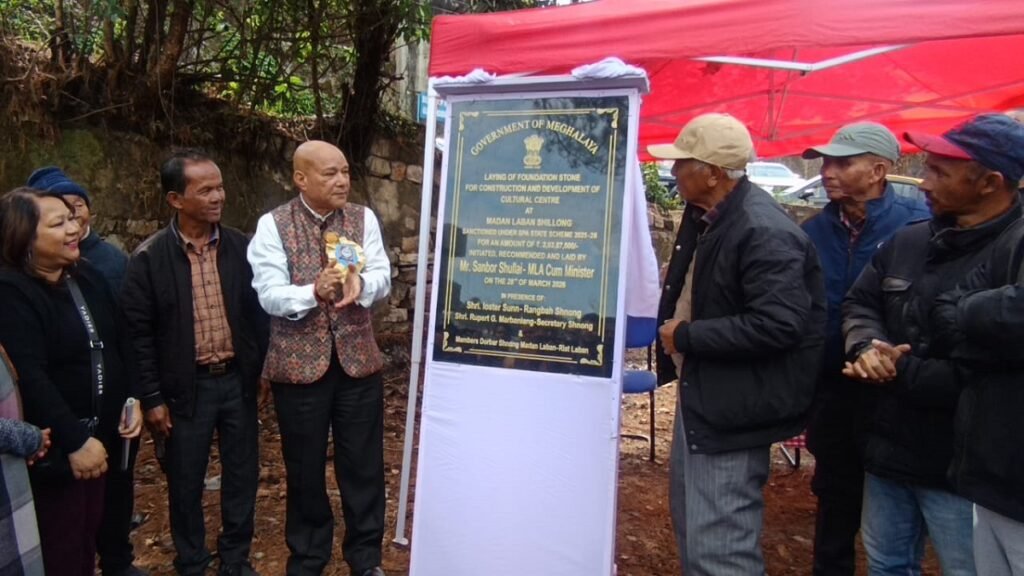 GOVERNMENT OF MEGHALAYA
LAYING OF FOUNDATION STONE
FOR CONSTRUCTION AND DEVELOPMENT OF
CULTURAL CENTRE
AT
MADAN LABAN SHILLONG
SANCTIONED UNDER SPA STATE SCHEME 2025-26
FOR AN AMOUNT OF ₹ 2,93,27,000/-
INITIATED, RECOMMENDED AND LAID BY
Mr. Sanbor Shullai - MLA Cum Minister
ON THE 28TH OF MARCH 2026
IN PRESENCE OF:
Shri. Ioster Sunn- Rangbah Shnong
Shri. Rupert G. Marbaniang-Secretary Shnong
&
Members Dorbar Shnong Madan Laban-Riat Laban